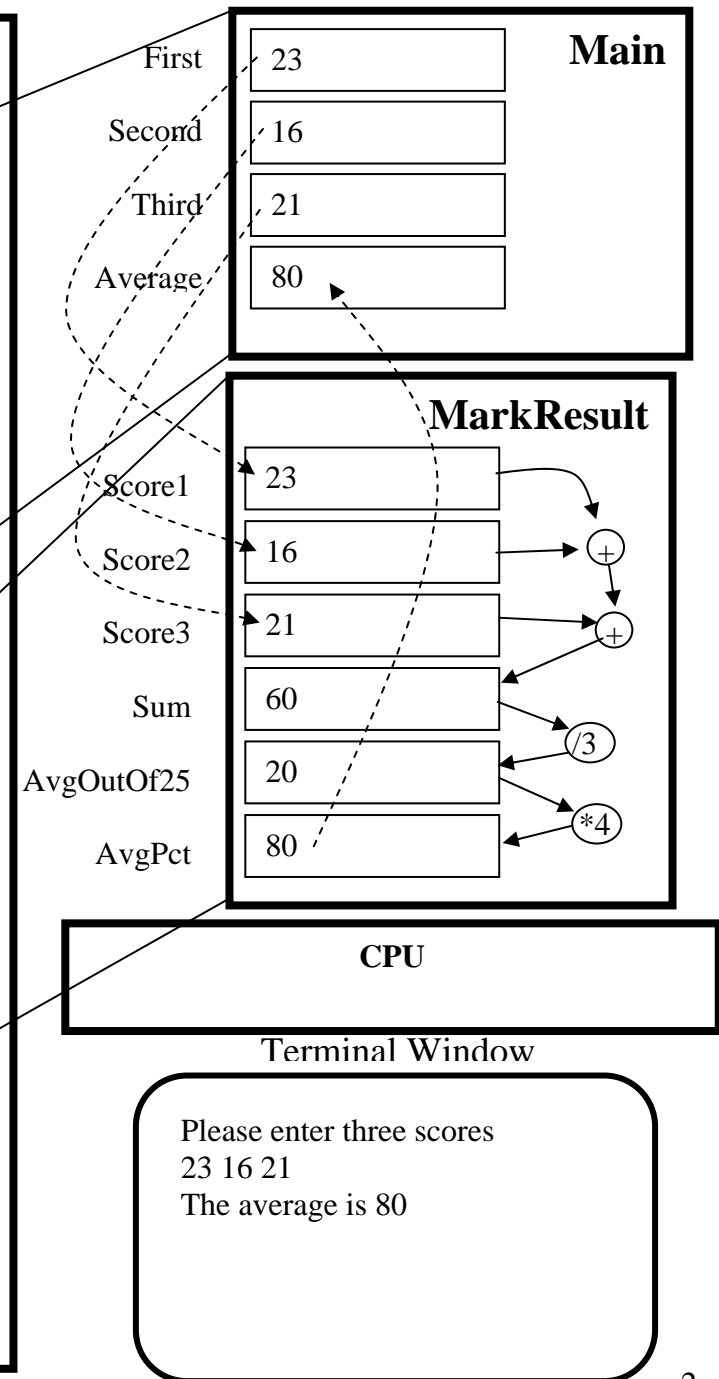 Main
First 23
Second 16
Third 21
Average 80
MarkResult
Score1 23
+
Score2 16
+
Score3 21
Sum 60
/3
AvgOutOf25 20
*4
AvgPct 80
CPU
Terminal Window
Please enter three scores
23 16 21
The average is 80